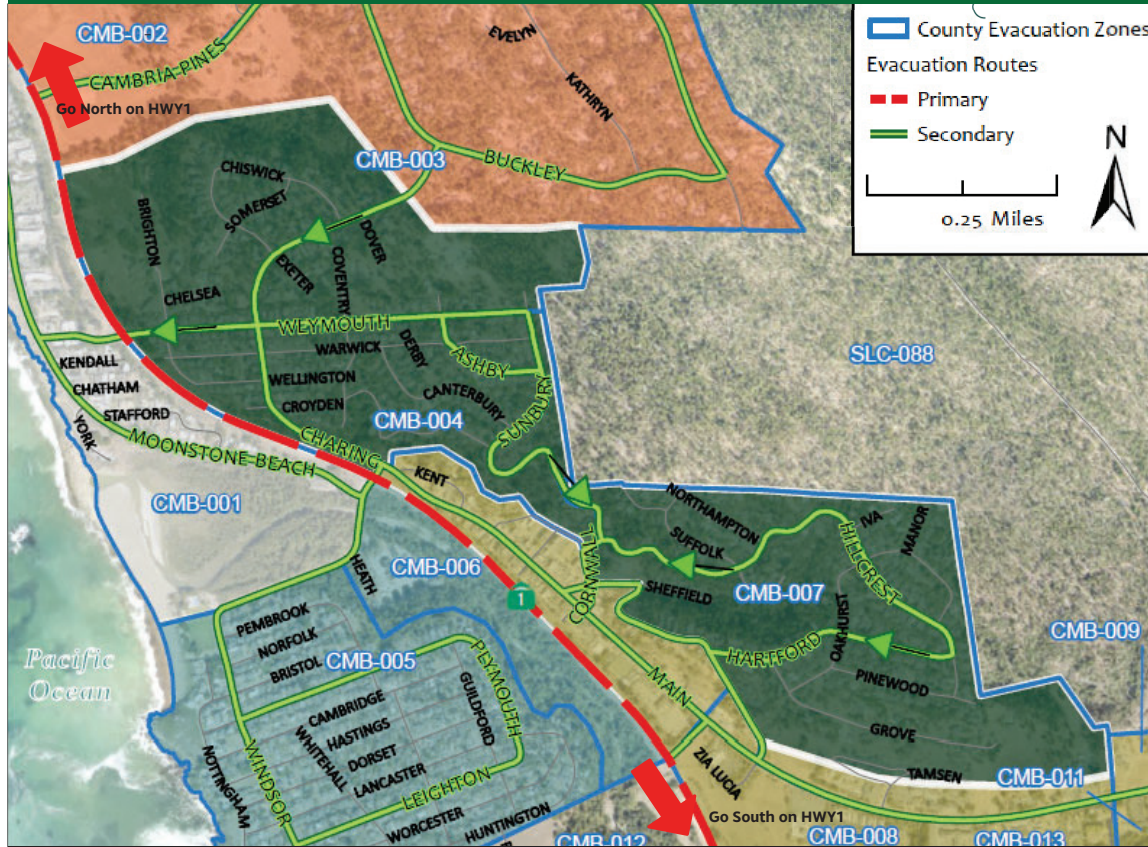 CMB-002
CAMBRIA PINES
Go North on HWY1
EVELYN
KATHRYN
County Evacuation Zones
Evacuation Routes
Primary
Secondary
N
0.25 Miles
CHISWICK
CMB-003
BUCKLEY
BRIGHTON
SOMERSET
DOVER
EXETER
COVENTRY
CHELSEA
WEYMOUTH
WARWICK
DERBY
ASHBY
SLC-088
KENDALL
CHATHAM
STAFFORD
YORK
WELLINGTON
CROYDEN
CANTERBURY
SUNBURY
CMB-004
MOONSTONE BEACH
CHARING
KENT
CMB-001
NORTHAMPTON
SUFFOLK
IVA
MANOR
HILLCREST
HEATH
CMB-006
1
CORNWALL
SHEFFIELD
CMB-007
OAKHURST
CMB-009
PEMBROOK
NORFOLK
BRISTOL
CMB-005
PLYMOUTH
GUILDFORD
MAIN
HARTFORD
PINEWOOD
Pacific
Ocean
CAMBRIDGE
HASTINGS
WHITEHALL
DORSET
LANCASTER
LEIGHTON
WINDSOR
NOTTINGHAM
GROVE
ZIA LUCIA
TAMSEN
CMB-011
Go South on HWY1
WORCESTER
HUNTINGTON
CMB-012
CMB-008
CMB-013